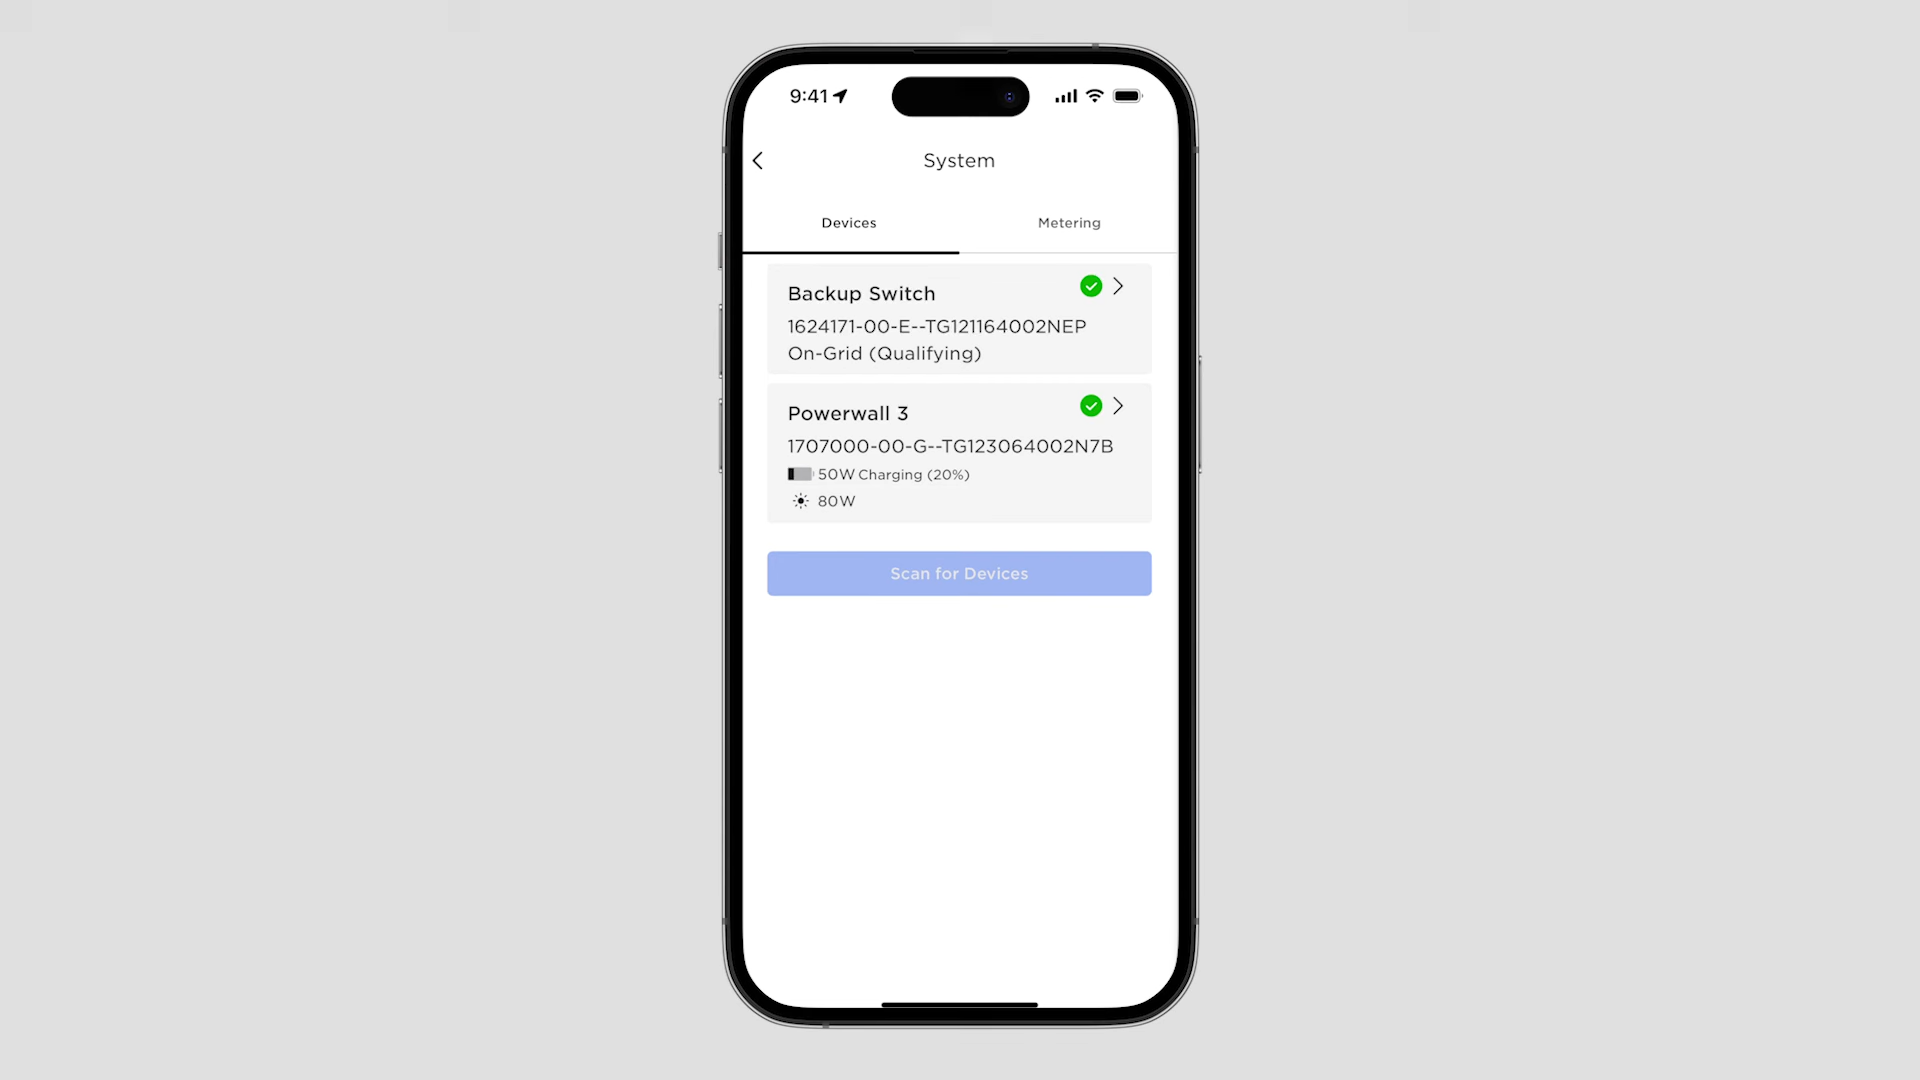 9:41
System
Devices
Metering
Backup Switch
1624171-00-E--TG121164002NEP
On-Grid (Qualifying)
Powerwall 3
1707000-00-G--TG123064002N7B
50W Charging (20%)
80W
Scan for Devices